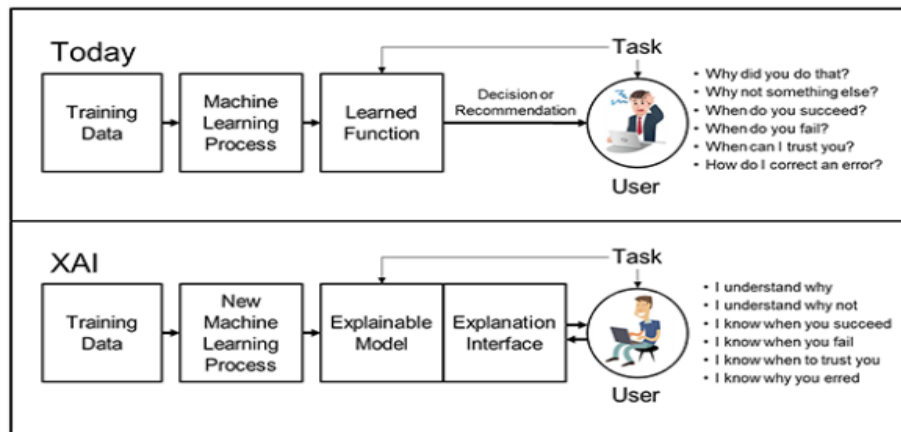 Today
Task
Training
Data
Machine
Learning
Process
Learned
Function
Decision or
Recommendation
User
• Why did you do that?
• Why not something else?
• When do you succeed?
• When do you fail?
• When can I trust you?
• How do I correct an error?
XAI
Task
Training
Data
New
Machine
Learning
Process
Explainable
Model
Explanation
Interface
User
• I understand why
• I understand why not
• I know when you succeed
• I know when you fail
• I know when to trust you
• I know why you erred